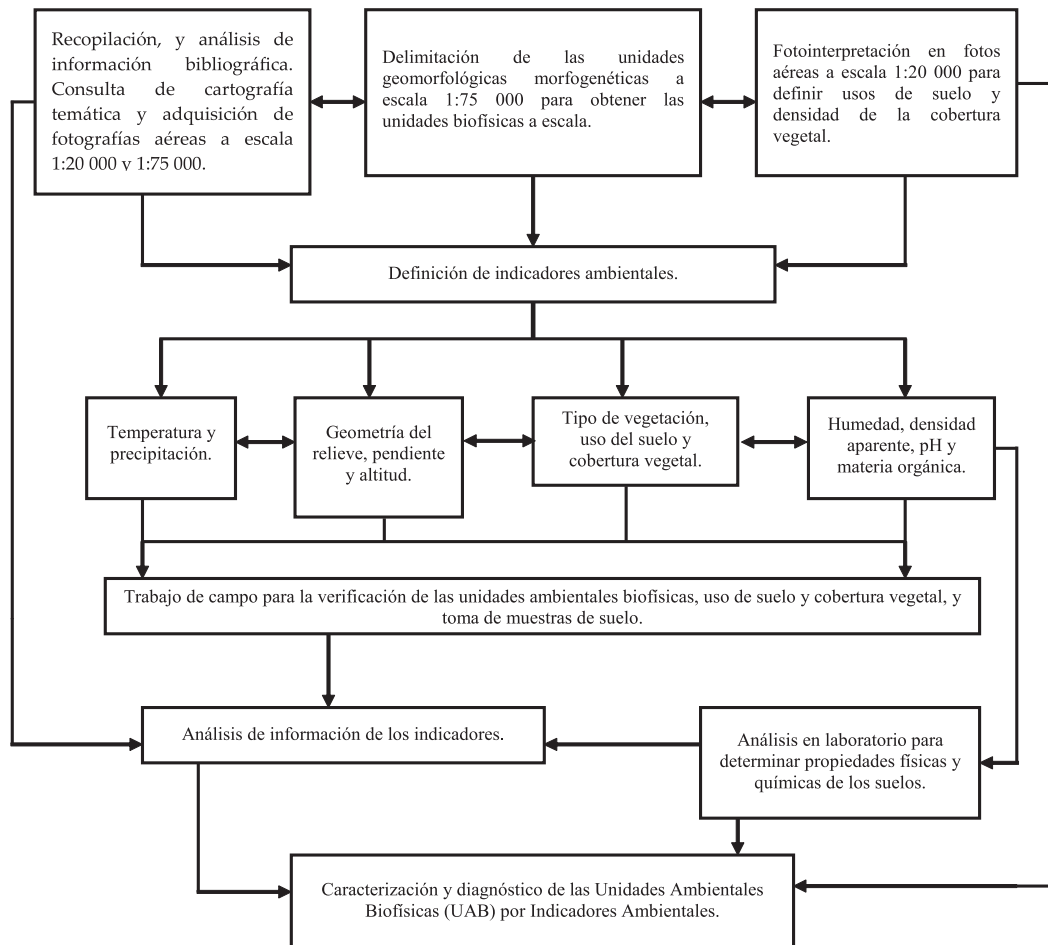 Recopilación, y análisis de
información bibliográfica.
Consulta de cartografía
temática y adquisición de
fotografías aéreas a escala
1:20 000 y 1:75 000.
Delimitación de las unidades
geomorfológicas morfogenéticas a
escala 1:75 000 para obtener las
unidades biofísicas a escala.
Fotointerpretación en fotos
aéreas a escala 1:20 000 para
definir usos de suelo y
densidad de la cobertura
vegetal.
Definición de indicadores ambientales.
Temperatura y
precipitación.
Geometría del
relieve, pendiente
y altitud.
Tipo de vegetación,
uso del suelo y
cobertura vegetal.
Humedad, densidad
aparente, pH y
materia orgánica.
Trabajo de campo para la verificación de las unidades ambientales biofísicas, uso de suelo y cobertura vegetal, y
toma de muestras de suelo.
Análisis de información de los indicadores.
Análisis en laboratorio para
determinar propiedades físicas y
químicas de los suelos.
Caracterización y diagnóstico de las Unidades Ambientales
Biofísicas (UAB) por Indicadores Ambientales.